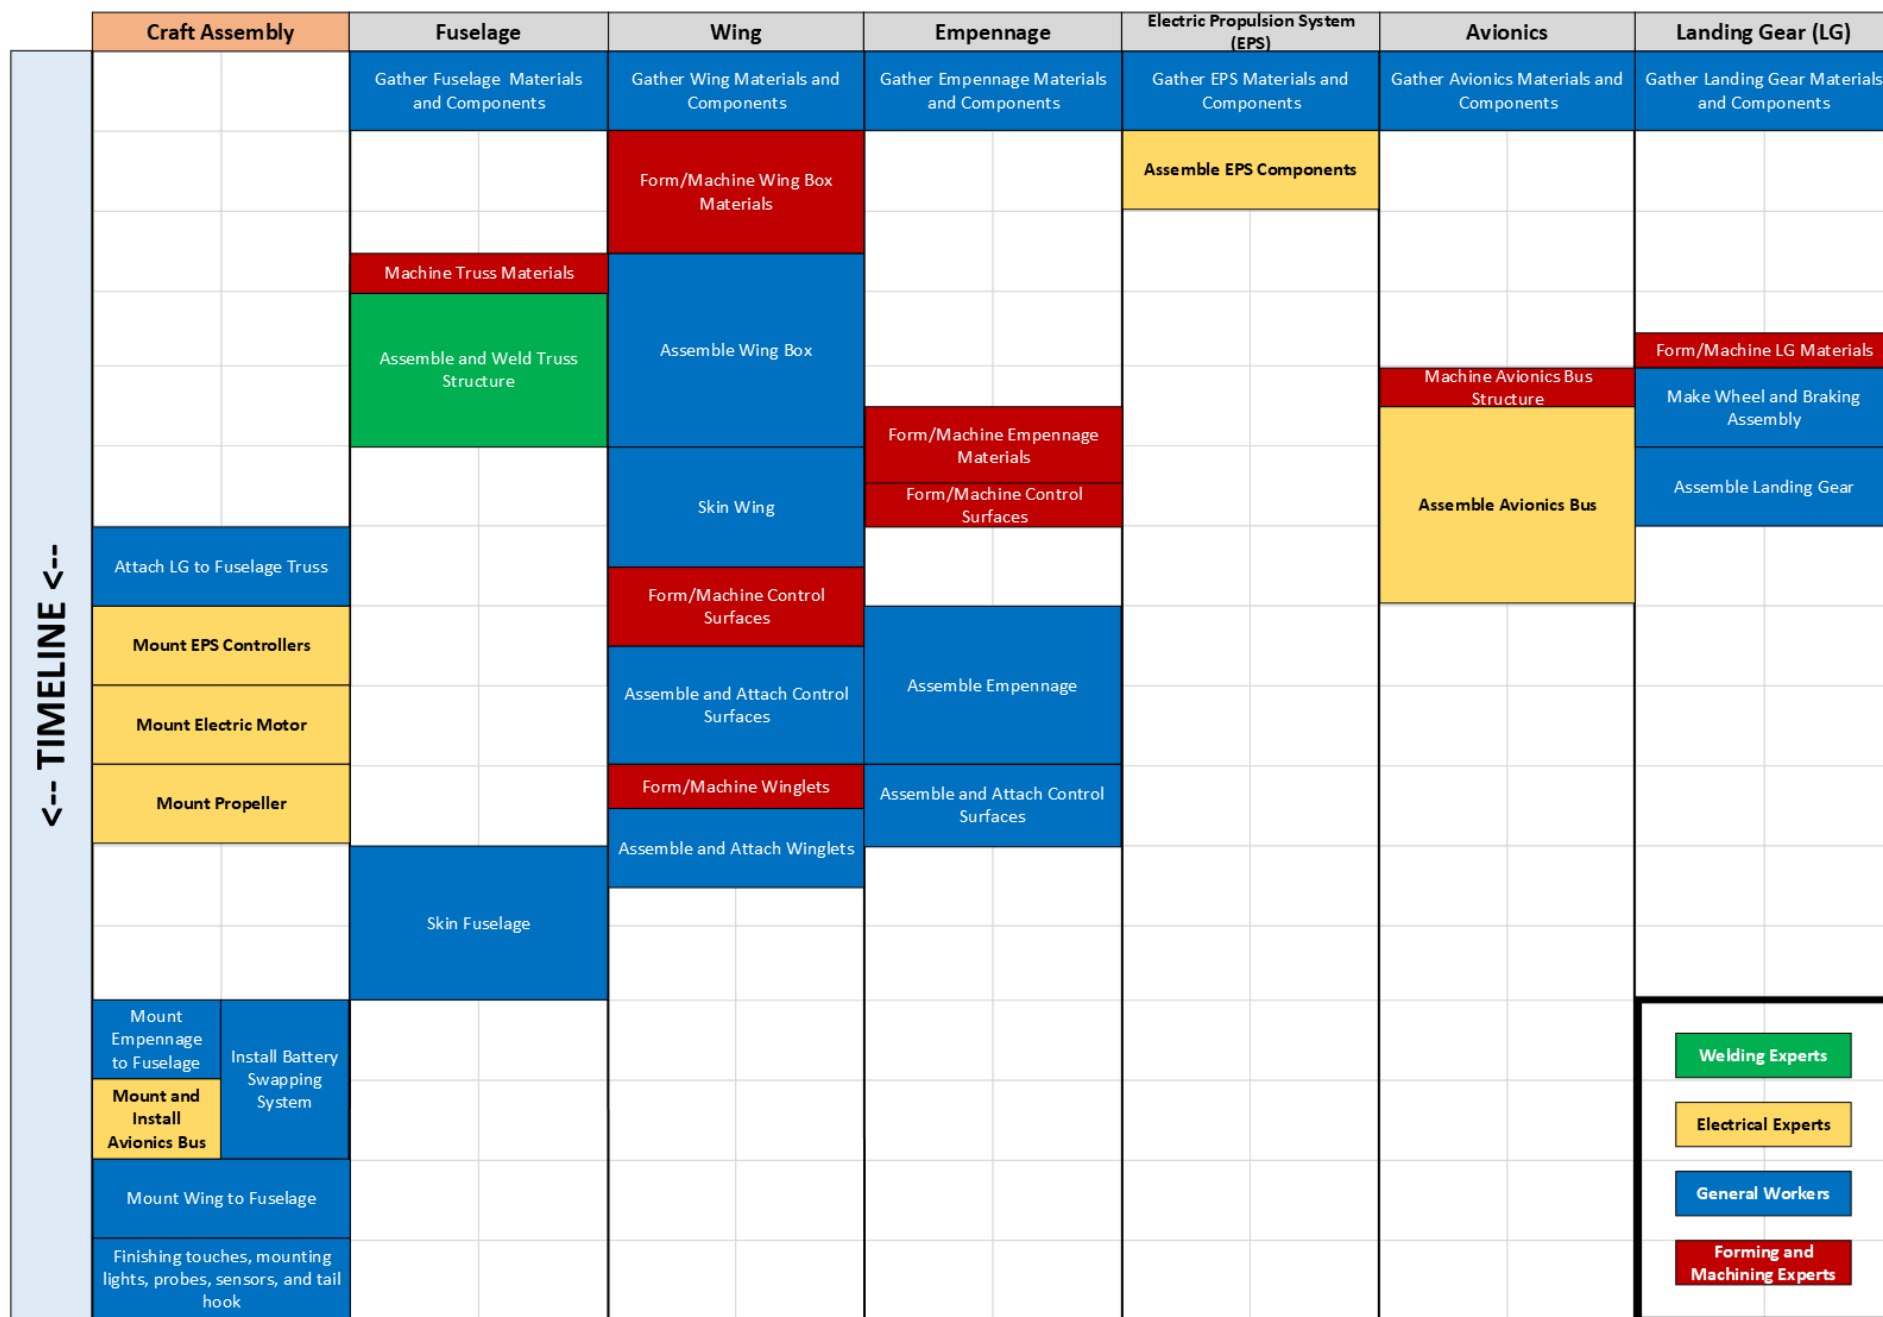 Craft Assembly
Fuselage
Wing
Empennage
Electric Propulsion System
(EPS)
Avionics
Landing Gear (LG)
<-- TIMELINE <--
Gather Fuselage Materials
and Components
Gather Wing Materials and
Components
Gather Empennage Materials
and Components
Gather EPS Materials and
Components
Gather Avionics Materials and
Components
Gather Landing Gear Materials
and Components
Form/Machine Wing Box
Materials
Assemble EPS Components
Machine Truss Materials
Assemble and Weld Truss
Structure
Assemble Wing Box
Form/Machine LG Materials
Machine Avionics Bus
Structure
Make Wheel and Braking
Assembly
Form/Machine Empennage
Materials
Form/Machine Control
Surfaces
Skin Wing
Assemble Avionics Bus
Assemble Landing Gear
Attach LG to Fuselage Truss
Form/Machine Control
Surfaces
Mount EPS Controllers
Assemble and Attach Control
Surfaces
Assemble Empennage
Mount Electric Motor
Mount Propeller
Form/Machine Winglets
Assemble and Attach Control
Surfaces
Assemble and Attach Winglets
Skin Fuselage
Mount
Empennage
to Fuselage
Install Battery
Swapping
System
Mount and
Install
Avionics Bus
Mount Wing to Fuselage
Finishing touches, mounting
lights, probes, sensors, and tail
hook
Welding Experts
Electrical Experts
General Workers
Forming and
Machining Experts